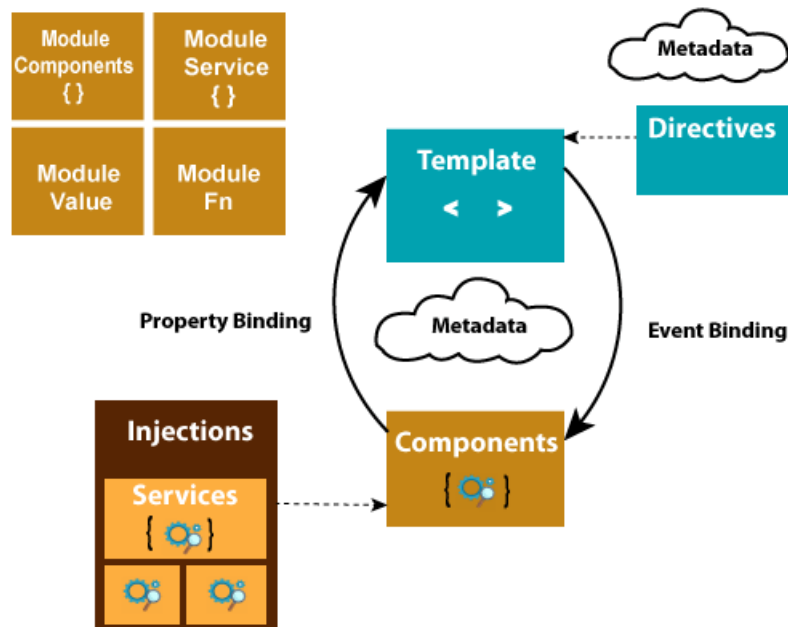 Module
Components
{ }
Module
Service
{ }
Module
Value
Module
Fn
Metadata
Directives
Template
< >
Property Binding
Metadata
Event Binding
Injections
Services
{ }
Components
{ }